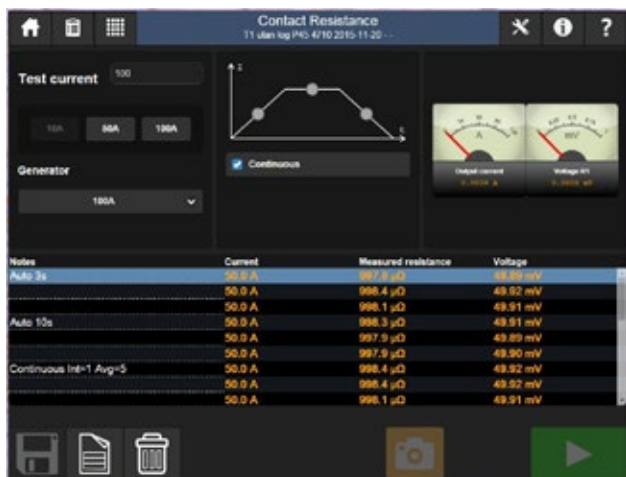 Contact Resistance
T1 utan log P45 4710 2015-11-20 - -
?
Test current 100
10A 50A 100A
Generator
100A
I
t
Continuous
A
mV
Output current
Voltage
Notes Current Measured resistance Voltage
Auto 3s 50.0 A 997.8 µΩ 49.89 mV
50.0 A 998.4 µΩ 49.92 mV
50.0 A 998.1 µΩ 49.91 mV
Auto 10s 50.0 A 998.3 µΩ 49.91 mV
50.0 A 997.9 µΩ 49.89 mV
50.0 A 997.9 µΩ 49.90 mV
Continuous Int=1 Avg=5 50.0 A 998.4 µΩ 49.92 mV
50.0 A 998.4 µΩ 49.92 mV
50.0 A 998.1 µΩ 49.91 mV